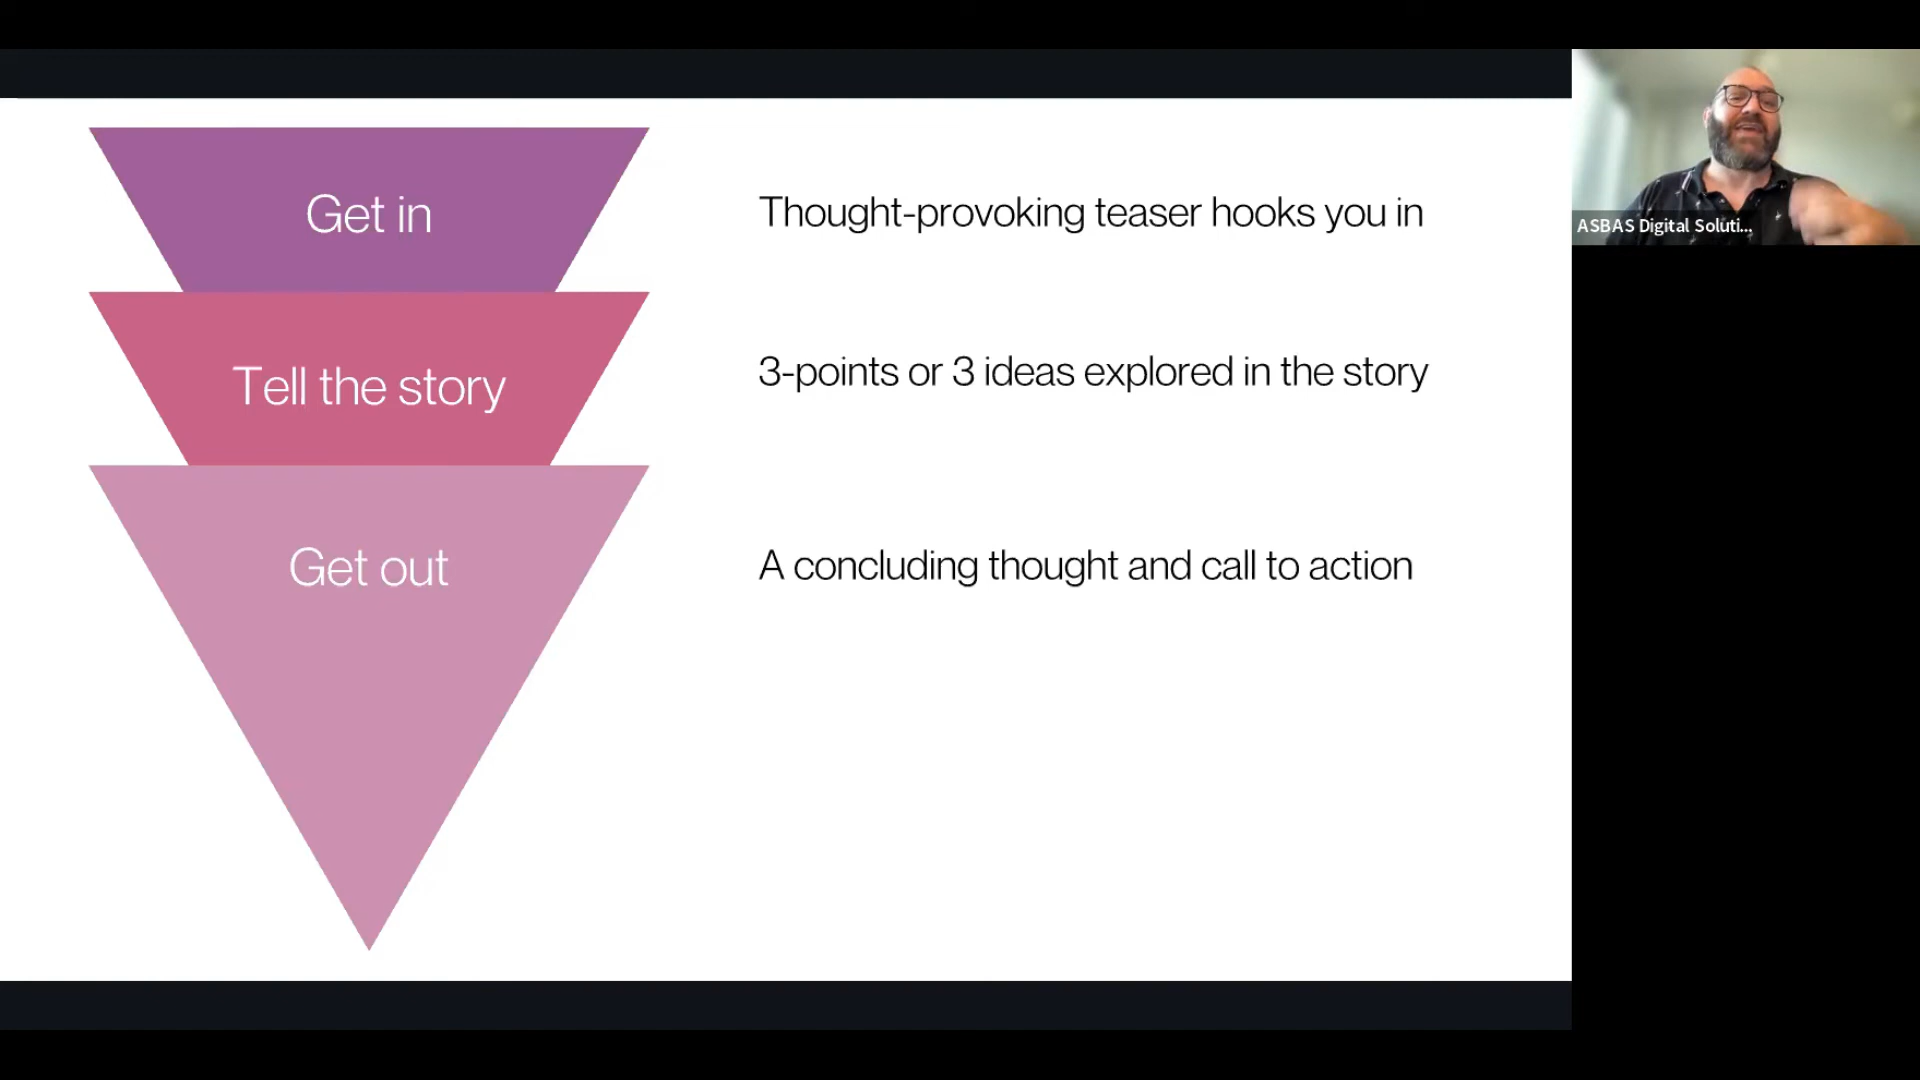 Get in
Thought-provoking teaser hooks you in
ASBAS Digital Soluti...
Tell the story
3-points or 3 ideas explored in the story
Get out
A concluding thought and call to action